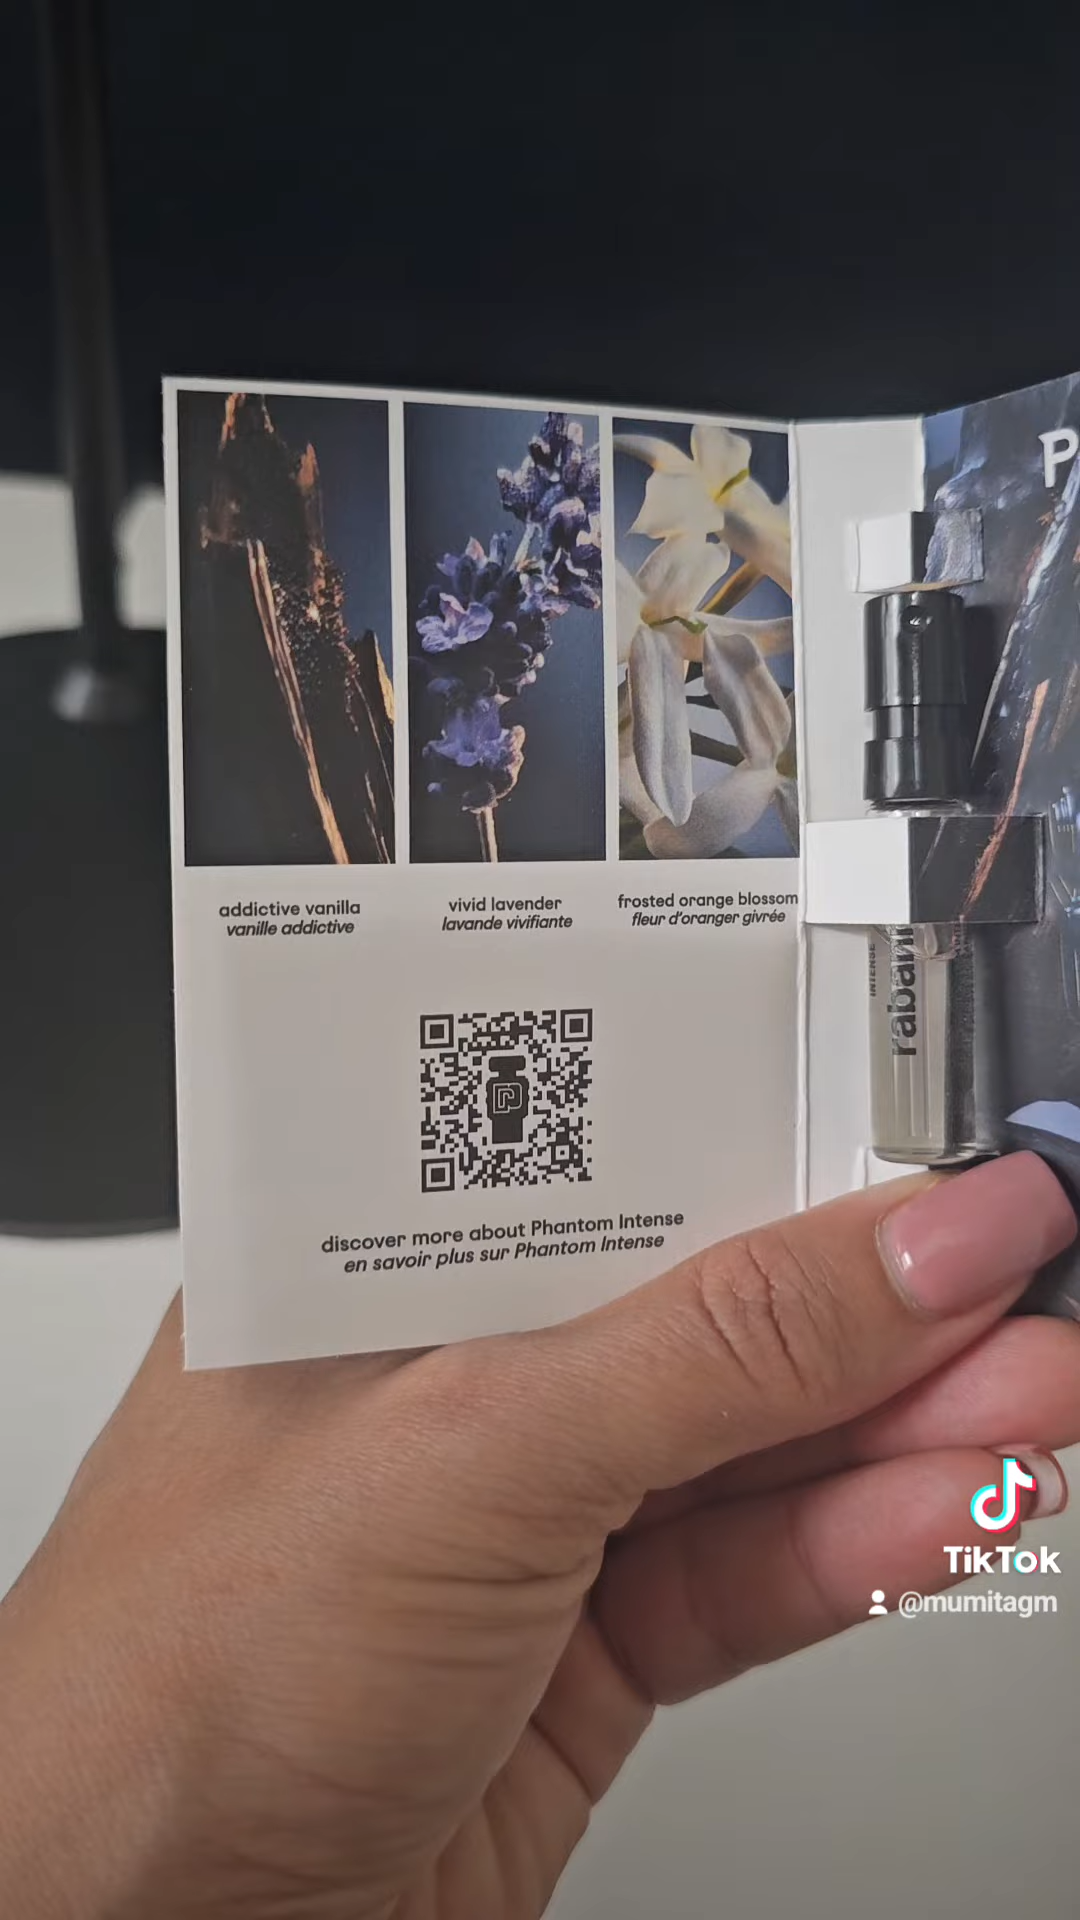 addictive vanilla
vanille addictive
vivid lavender
lavande vivifiante
frosted orange blossom
fleur d'oranger givrée
discover more about Phantom Intense
en savoir plus sur Phantom Intense
P
INTENSE
TikTok
@mumitagm